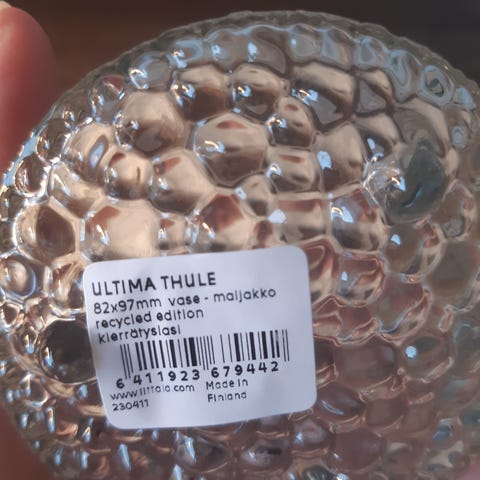 ULTIMA THULE
82x97mm vase - maljakko
recycled edition
kierrätyslasi
6 411923 679442
www.iittala.com Made in
230411 Finland